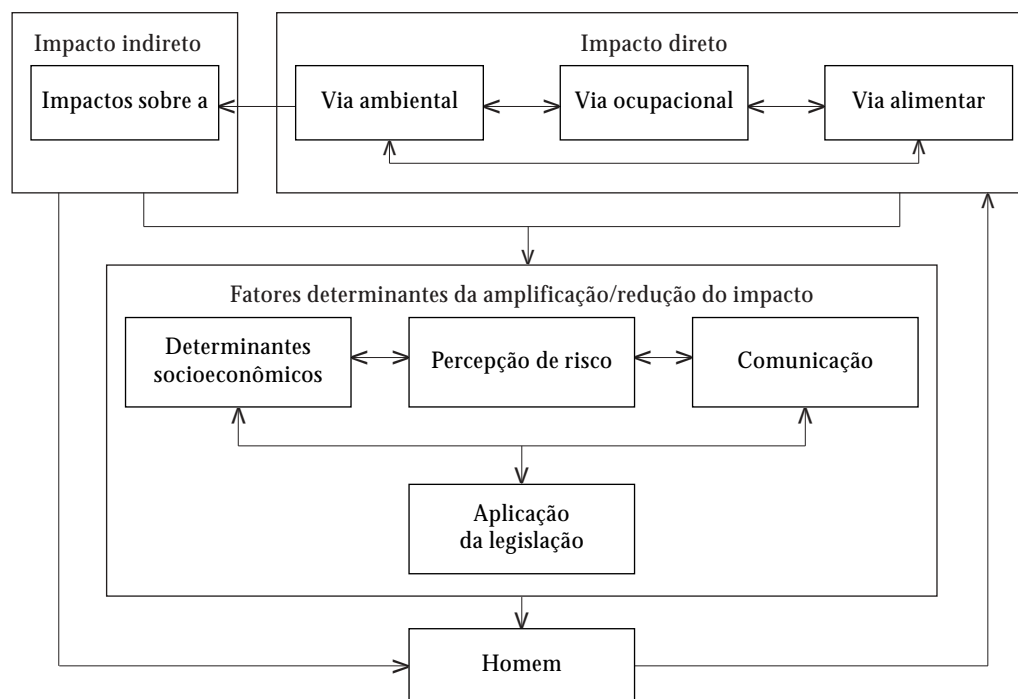 Impacto indireto
Impacto direto
Impactos sobre a
Via ambiental
Via ocupacional
Via alimentar
Fatores determinantes da amplificação/redução do impacto
Determinantes
socioeconômicos
Percepção de risco
Comunicação
Aplicação
da legislação
Homem